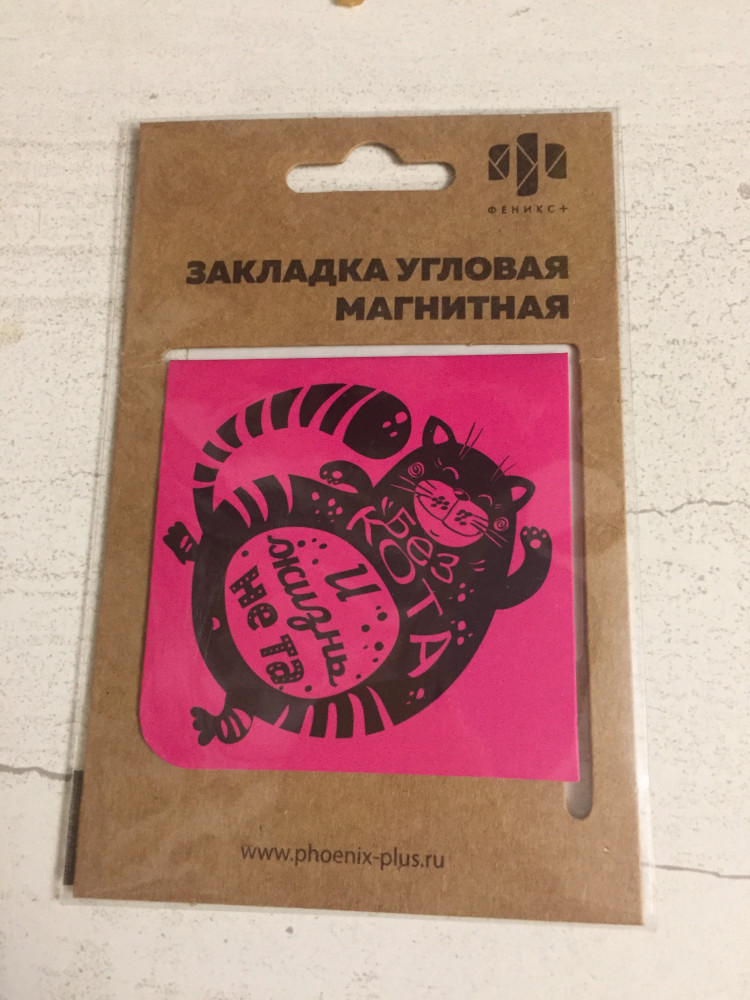 ФЕНИКС+
ЗАКЛАДКА УГЛОВАЯ
МАГНИТНАЯ
БЕЗ
КОТА
И
жизнь
не та
www.phoenix-plus.ru